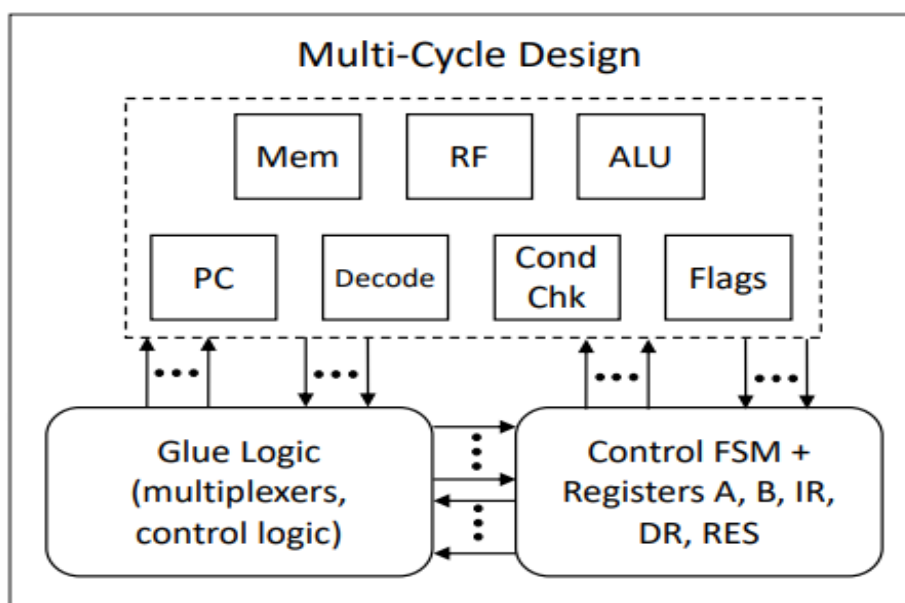 Multi-Cycle Design
Mem
RF
ALU
PC
Decode
Cond
Chk
Flags
Glue Logic
(multiplexers,
control logic)
Control FSM +
Registers A, B, IR,
DR, RES